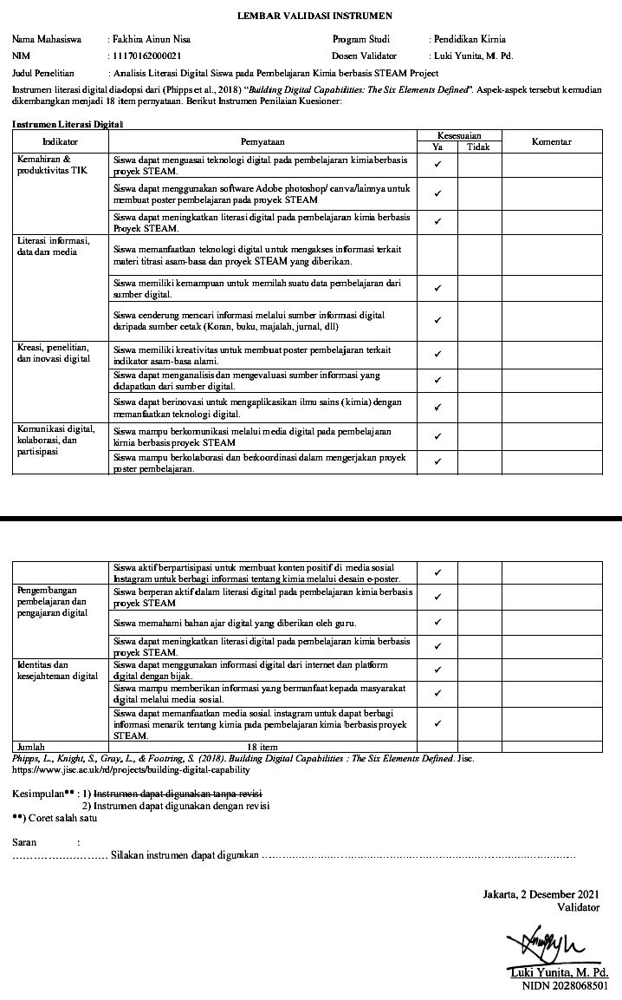 LEMBAR VALIDASI INSTRUMEN
Nama Mahasiswa : Fakhira Ainun Nisa Program Studi : Pendidikan Kimia
NIM : 11170162000021 Dosen Validator : Luki Yunita, M. Pd.
Judul Penelitian : Analisis Literasi Digital Siswa pada Pembelajaran Kimia berbasis STEAM Project
Instrumen literasi digital diadopsi dari (Phipps et al., 2018) “Building Digital Capabilities: The Six Elements Defined”. Aspek-aspek tersebut kemudian
dikembangkan menjadi 18 item pernyataan. Berikut Instrumen Penilaian Kuesioner:
Instrumen Literasi Digital
Indikator Pernyataan Kesesuaian Komentar
Ya Tidak
Kemahiran &
produktivitas TIK
Siswa dapat menguasai teknologi digital pada pembelajaran kimia berbasis
proyek STEAM. ✓
Siswa dapat menggunakan software Adobe photoshop/ canva/lainnya untuk
membuat poster pembelajaran pada proyek STEAM ✓
Siswa dapat meningkatkan literasi digital pada pembelajaran kimia berbasis
Proyek STEAM. ✓
Literasi informasi,
data dan media
Siswa memanfaatkan teknologi digital untuk mengakses informasi terkait
materi titrasi asam-basa dan proyek STEAM yang diberikan.
Siswa memiliki kemampuan untuk memilah suatu data pembelajaran dari
sumber digital. ✓
Siswa cenderung mencari informasi melalui sumber informasi digital
daripada sumber cetak (Koran, buku, majalah, jurnal, dll) ✓
Kreasi, penelitian,
dan inovasi digital
Siswa memiliki kreativitas untuk membuat poster pembelajaran terkait
indikator asam-basa alami. ✓
Siswa dapat menganalisis dan mengevaluasi sumber informasi yang
didapatkan dari sumber digital. ✓
Siswa dapat berinovasi untuk mengaplikasikan ilmu sains (kimia) dengan
memanfaatkan teknologi digital. ✓
Komunikasi digital,
kolaborasi, dan
partisipasi
Siswa mampu berkomunikasi melalui media digital pada pembelajaran
kimia berbasis proyek STEAM ✓
Siswa mampu berkolaborasi dan berkoordinasi dalam mengerjakan proyek
poster pembelajaran. ✓
Siswa aktif berpartisipasi untuk membuat konten positif di media sosial
Instagram untuk berbagi informasi tentang kimia melalui desain e-poster. ✓
Pengembangan
pembelajaran dan
pengajaran digital
Siswa berperan aktif dalam literasi digital pada pembelajaran kimia berbasis
proyek STEAM ✓
Siswa memahami bahan ajar digital yang diberikan oleh guru. ✓
Siswa dapat meningkatkan literasi digital pada pembelajaran kimia berbasis
proyek STEAM. ✓
Identitas dan
kesejahteraan digital
Siswa dapat menggunakan informasi digital dari internet dan platform
digital dengan bijak. ✓
Siswa mampu memberikan informasi yang bermanfaat kepada masyarakat
digital melalui media sosial. ✓
Siswa dapat memanfaatkan media sosial instagram untuk dapat berbagi
informasi menarik tentang kimia pada pembelajaran kimia berbasis proyek
STEAM. ✓
Jumlah 18 item
Phipps, L., Knight, S., Gray, L., & Footring, S. (2018). Building Digital Capabilities : The Six Elements Defined. Jisc.
https://www.jisc.ac.uk/rd/projects/building-digital-capability
Kesimpulan** : 1) Instrumen dapat digunakan tanpa revisi
2) Instrumen dapat digunakan dengan revisi
**) Coret salah satu
Saran :
............................ Silakan instrumen dapat digunakan ............................................................................................
Jakarta, 2 Desember 2021
Validator
Luki Yunita, M. Pd.
NIDN 2028068501